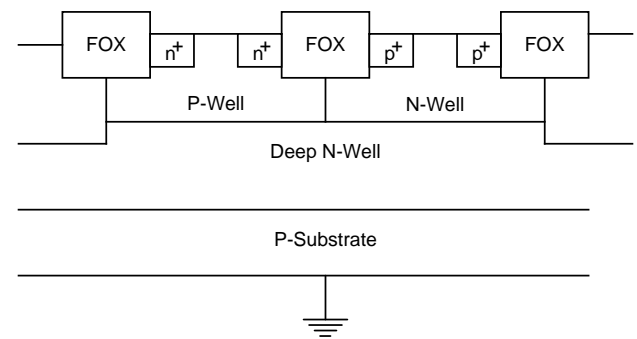 FOX FOX FOX
n+ n+ p+ p+
P-Well N-Well
Deep N-Well
P-Substrate